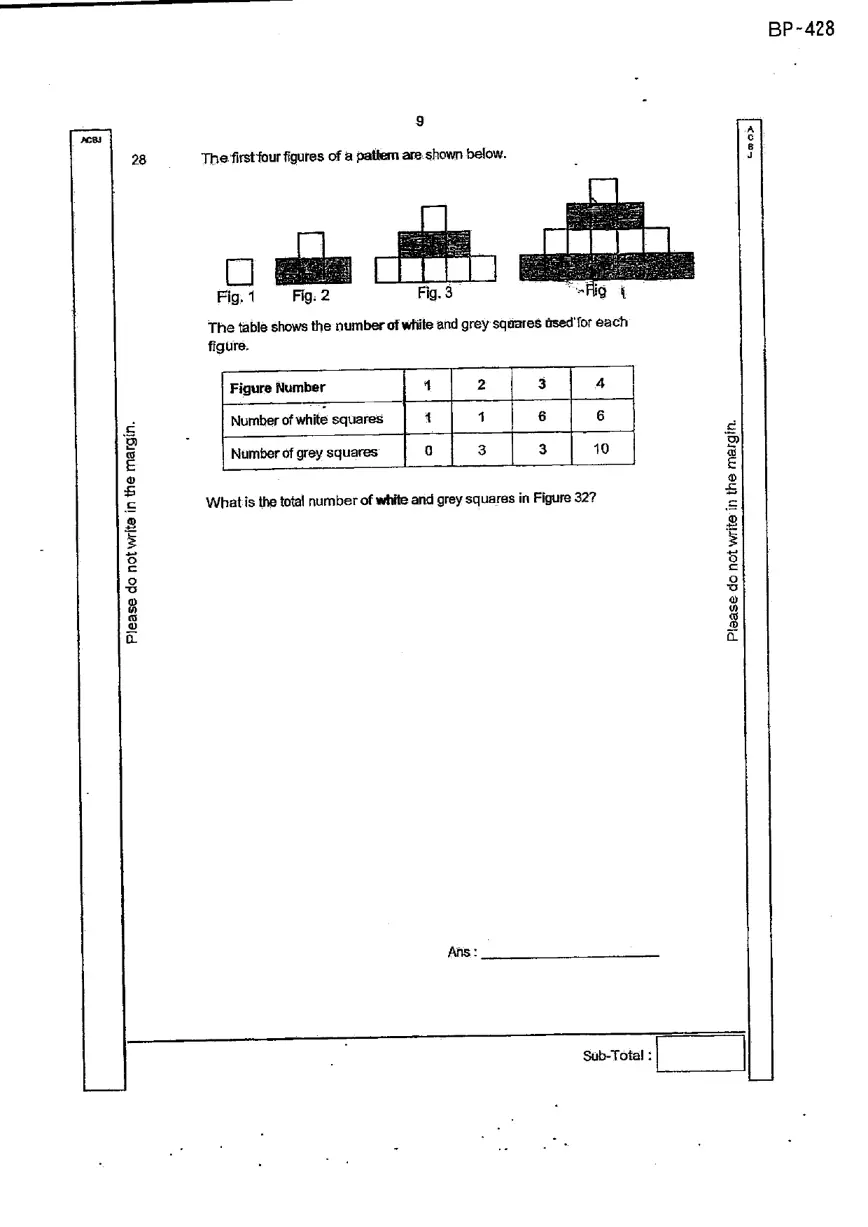 BP-428
9
ACBJ
A
C
B
J
28 The first four figures of a pattern are shown below.
Fig. 1 Fig. 2 Fig. 3 Fig
The table shows the number of white and grey squares used for each
figure.
Figure Number 1 2 3 4
Number of white squares 1 1 6 6
Number of grey squares 0 3 3 10
What is the total number of white and grey squares in Figure 32?
Please do not write in the margin.
Please do not write in the margin.
Ans :
Sub-Total :